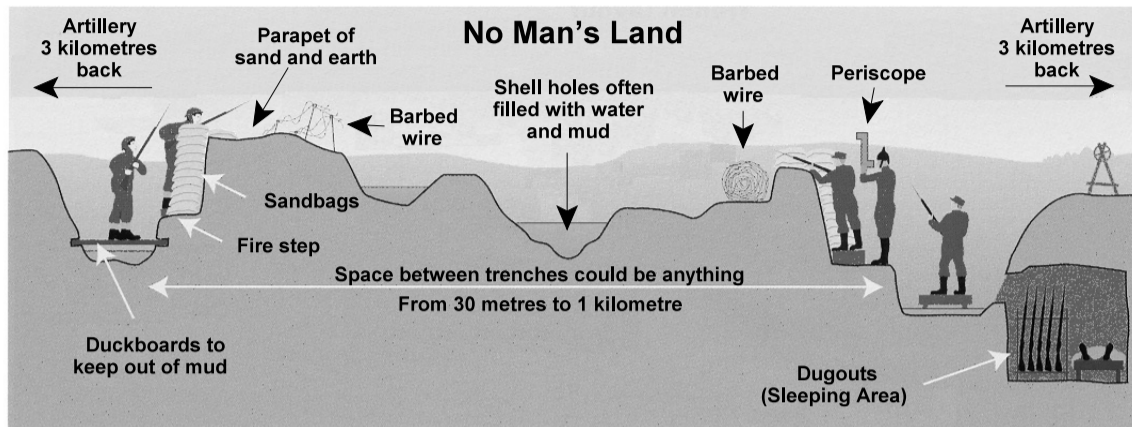 No Man's Land
Artillery
3 kilometres
back
Parapet of
sand and earth
Barbed
wire
Shell holes often
filled with water
and mud
Barbed
wire
Periscope
Artillery
3 kilometres
back
Sandbags
Fire step
Space between trenches could be anything
From 30 metres to 1 kilometre
Duckboards to
keep out of mud
Dugouts
(Sleeping Area)